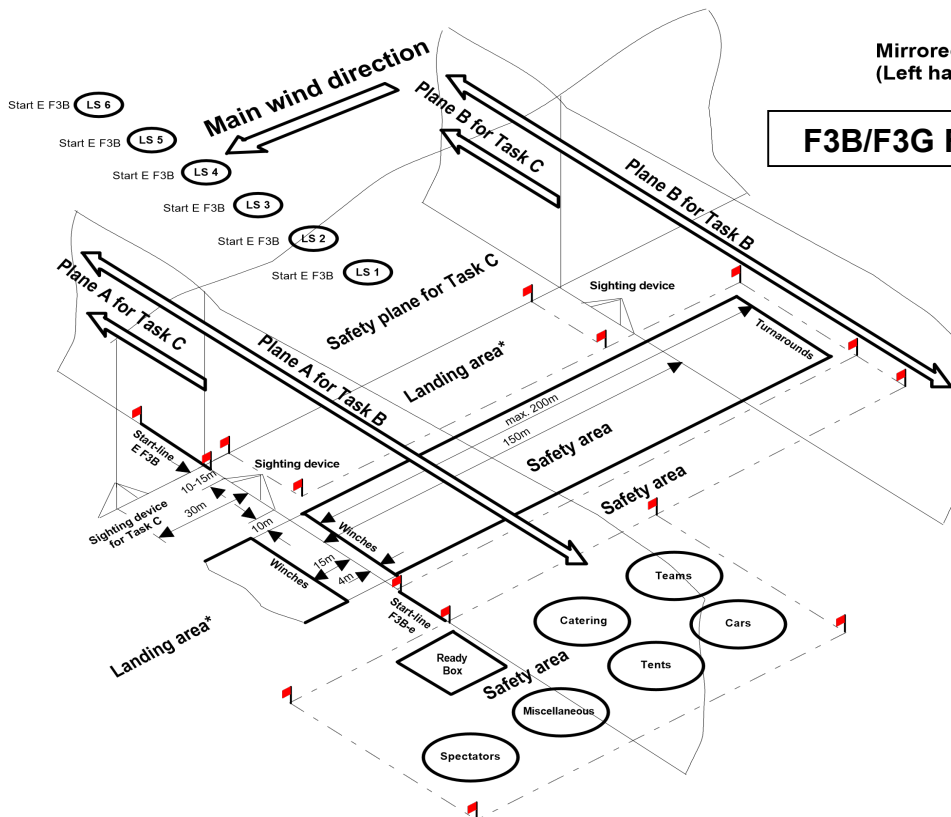 Mirrore
(Left ha
F3B/F3G
Main wind direction
Start E F3B LS 6
Start E F3B LS 5
Start E F3B LS 4
Start E F3B LS 3
Start E F3B LS 2
Start E F3B LS 1
Plane B for Task C
Plane B for Task B
Plane A for Task C
Plane A for Task B
Safety plane for Task C
Sighting device
Landing area*
Turnarounds
max. 200m
150m
Safety area
Safety area
Start-line
E F3B
Sighting device
10-15m
30m
Sighting device
for Task C
10m
Winches
Winches
15m
4m
Start-line
F3B-e
Landing area*
Ready
Box
Safety area
Teams
Catering
Cars
Tents
Miscellaneous
Spectators